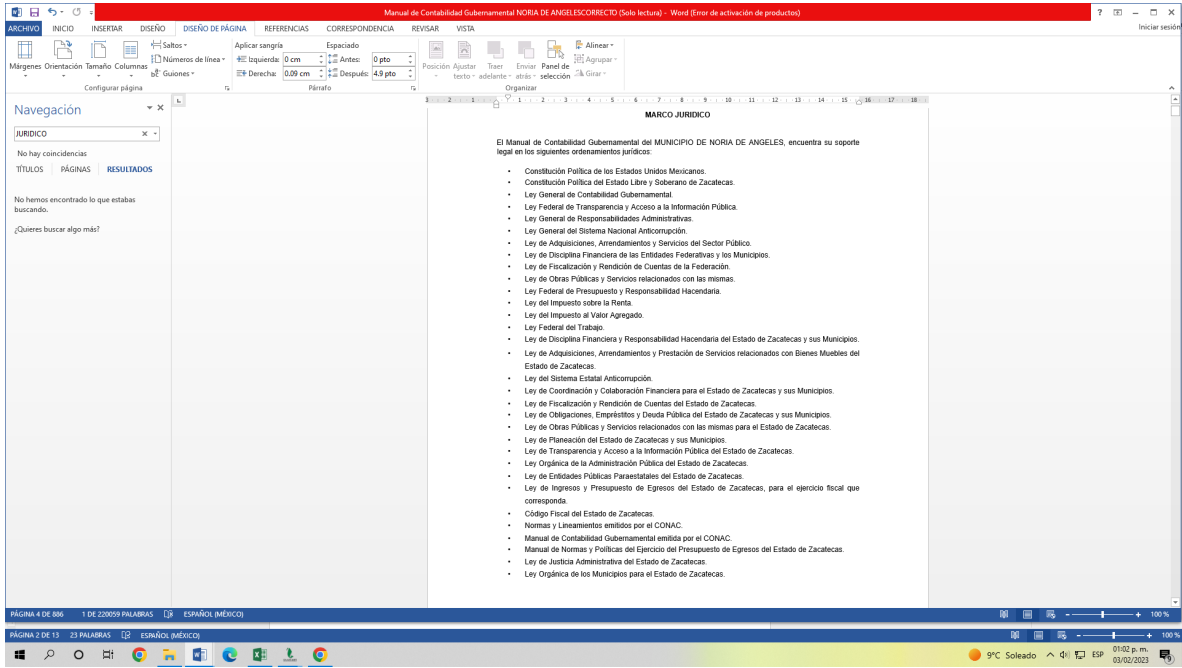 Manual de Contabilidad Gubernamental NORIA DE ANGELESCORRECTO (Solo lectura) - Word (Error de activación de productos)
ARCHIVO INICIO INSERTAR DISEÑO DISEÑO DE PÁGINA REFERENCIAS CORRESPONDENCIA REVISAR VISTA Iniciar sesión
Márgenes Orientación Tamaño Columnas
Saltos
Números de línea
Guiones
Configurar página
Aplicar sangría Espaciado
Izquierda: 0 cm Antes: 0 pto
Derecha: 0.09 cm Después: 4.9 pto
Párrafo
Posición Ajustar texto Traer adelante Enviar atrás Panel de selección
Alinear
Agrupar
Girar
Organizar
Navegación
JURIDICO
No hay coincidencias
TÍTULOS PÁGINAS RESULTADOS
No hemos encontrado lo que estabas
buscando.
¿Quieres buscar algo más?
3 2 1 1 2 3 4 5 6 7 8 9 10 11 12 13 14 15 16 17 18
MARCO JURIDICO
El Manual de Contabilidad Gubernamental del MUNICIPIO DE NORIA DE ANGELES, encuentra su soporte
legal en los siguientes ordenamientos jurídicos:
• Constitución Política de los Estados Unidos Mexicanos.
• Constitución Política del Estado Libre y Soberano de Zacatecas.
• Ley General de Contabilidad Gubernamental.
• Ley Federal de Transparencia y Acceso a la Información Pública.
• Ley General de Responsabilidades Administrativas.
• Ley General del Sistema Nacional Anticorrupción.
• Ley de Adquisiciones, Arrendamientos y Servicios del Sector Público.
• Ley de Disciplina Financiera de las Entidades Federativas y los Municipios.
• Ley de Fiscalización y Rendición de Cuentas de la Federación.
• Ley de Obras Públicas y Servicios relacionados con las mismas.
• Ley Federal de Presupuesto y Responsabilidad Hacendaria.
• Ley del Impuesto sobre la Renta.
• Ley del Impuesto al Valor Agregado.
• Ley Federal del Trabajo.
• Ley de Disciplina Financiera y Responsabilidad Hacendaria del Estado de Zacatecas y sus Municipios.
• Ley de Adquisiciones, Arrendamientos y Prestación de Servicios relacionados con Bienes Muebles del
Estado de Zacatecas.
• Ley del Sistema Estatal Anticorrupción.
• Ley de Coordinación y Colaboración Financiera para el Estado de Zacatecas y sus Municipios.
• Ley de Fiscalización y Rendición de Cuentas del Estado de Zacatecas.
• Ley de Obligaciones, Empréstitos y Deuda Pública del Estado de Zacatecas y sus Municipios.
• Ley de Obras Públicas y Servicios relacionados con las mismas para el Estado de Zacatecas.
• Ley de Planeación del Estado de Zacatecas y sus Municipios.
• Ley de Transparencia y Acceso a la Información Pública del Estado de Zacatecas.
• Ley Orgánica de la Administración Pública del Estado de Zacatecas.
• Ley de Entidades Públicas Paraestatales del Estado de Zacatecas.
• Ley de Ingresos y Presupuesto de Egresos del Estado de Zacatecas, para el ejercicio fiscal que
corresponda.
• Código Fiscal del Estado de Zacatecas.
• Normas y Lineamientos emitidos por el CONAC.
• Manual de Contabilidad Gubernamental emitida por el CONAC.
• Manual de Normas y Políticas del Ejercicio del Presupuesto de Egresos del Estado de Zacatecas.
• Ley de Justicia Administrativa del Estado de Zacatecas.
• Ley Orgánica de los Municipios para el Estado de Zacatecas.
PÁGINA 4 DE 886 1 DE 220059 PALABRAS ESPAÑOL (MÉXICO) 100 %
PÁGINA 2 DE 13 23 PALABRAS ESPAÑOL (MÉXICO) 100 %
9°C Soleado ESP 01:02 p. m.
03/02/2023